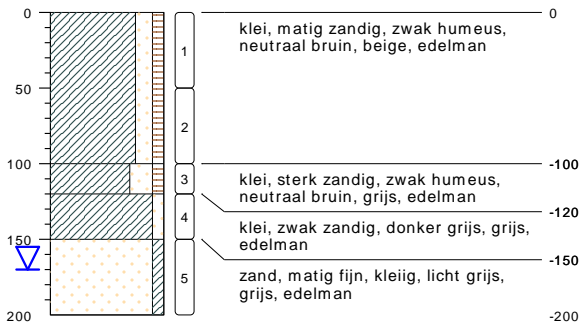 0
50
100
150
200
1
2
3
4
5
klei, matig zandig, zwak humeus,
neutraal bruin, beige, edelman
klei, sterk zandig, zwak humeus,
neutraal bruin, grijs, edelman
klei, zwak zandig, donker grijs, grijs,
edelman
zand, matig fijn, kleiig, licht grijs,
grijs, edelman
0
-100
-120
-150
-200